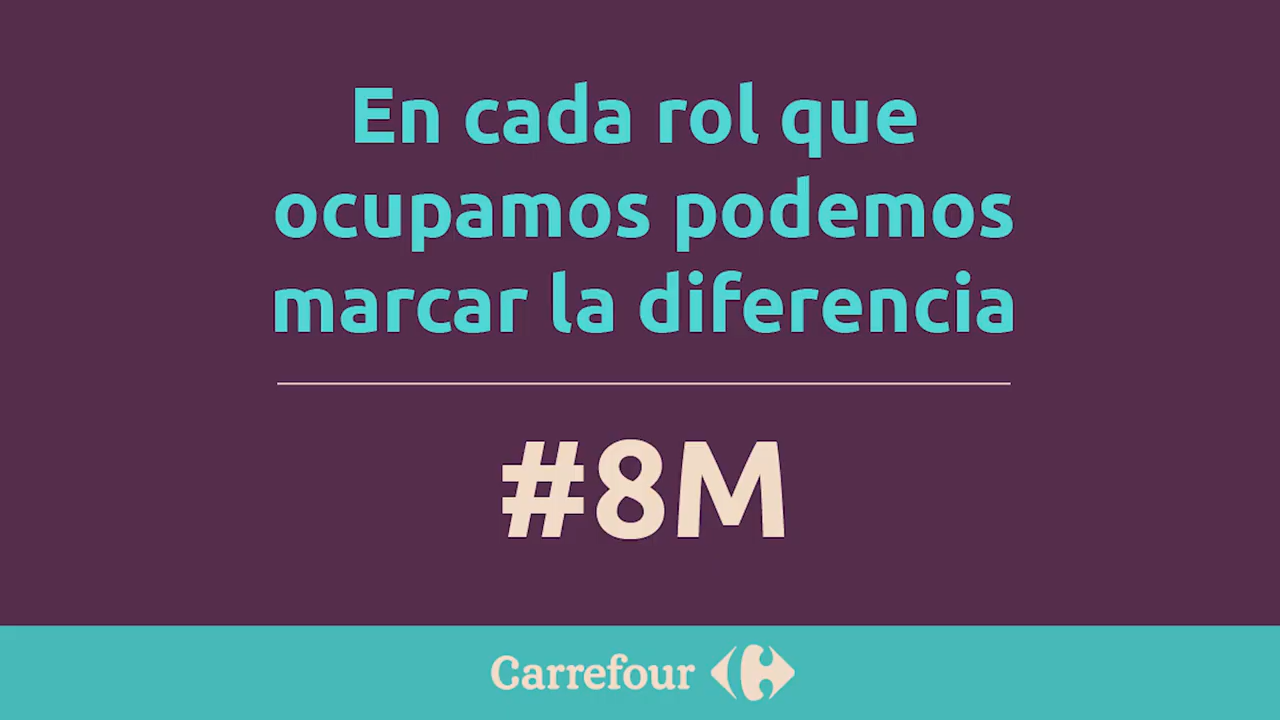 En cada rol que
ocupamos podemos
marcar la diferencia
#8M
Carrefour